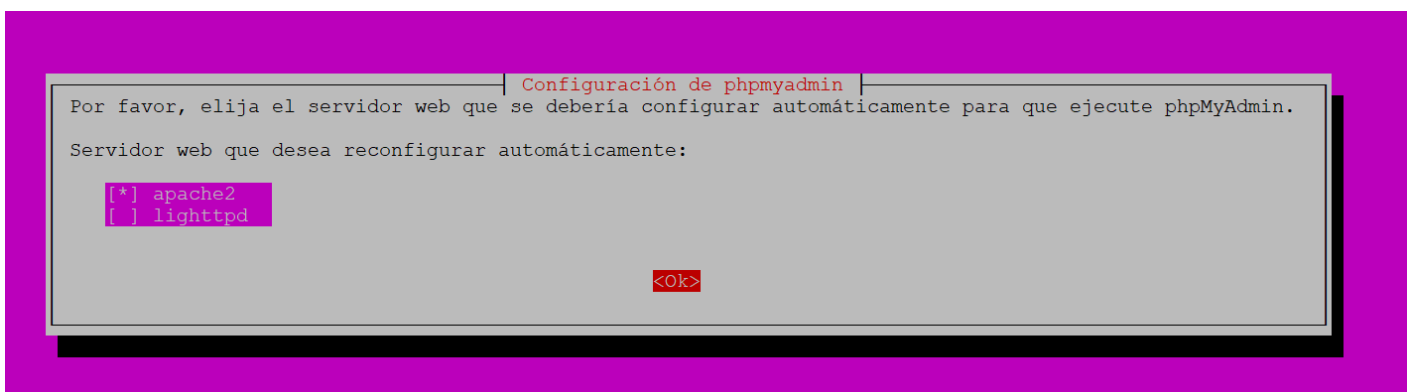 Configuración de phpmyadmin
Por favor, elija el servidor web que se debería configurar automáticamente para que ejecute phpMyAdmin.
Servidor web que desea reconfigurar automáticamente:
[*] apache2
[ ] lighttpd
<Ok>